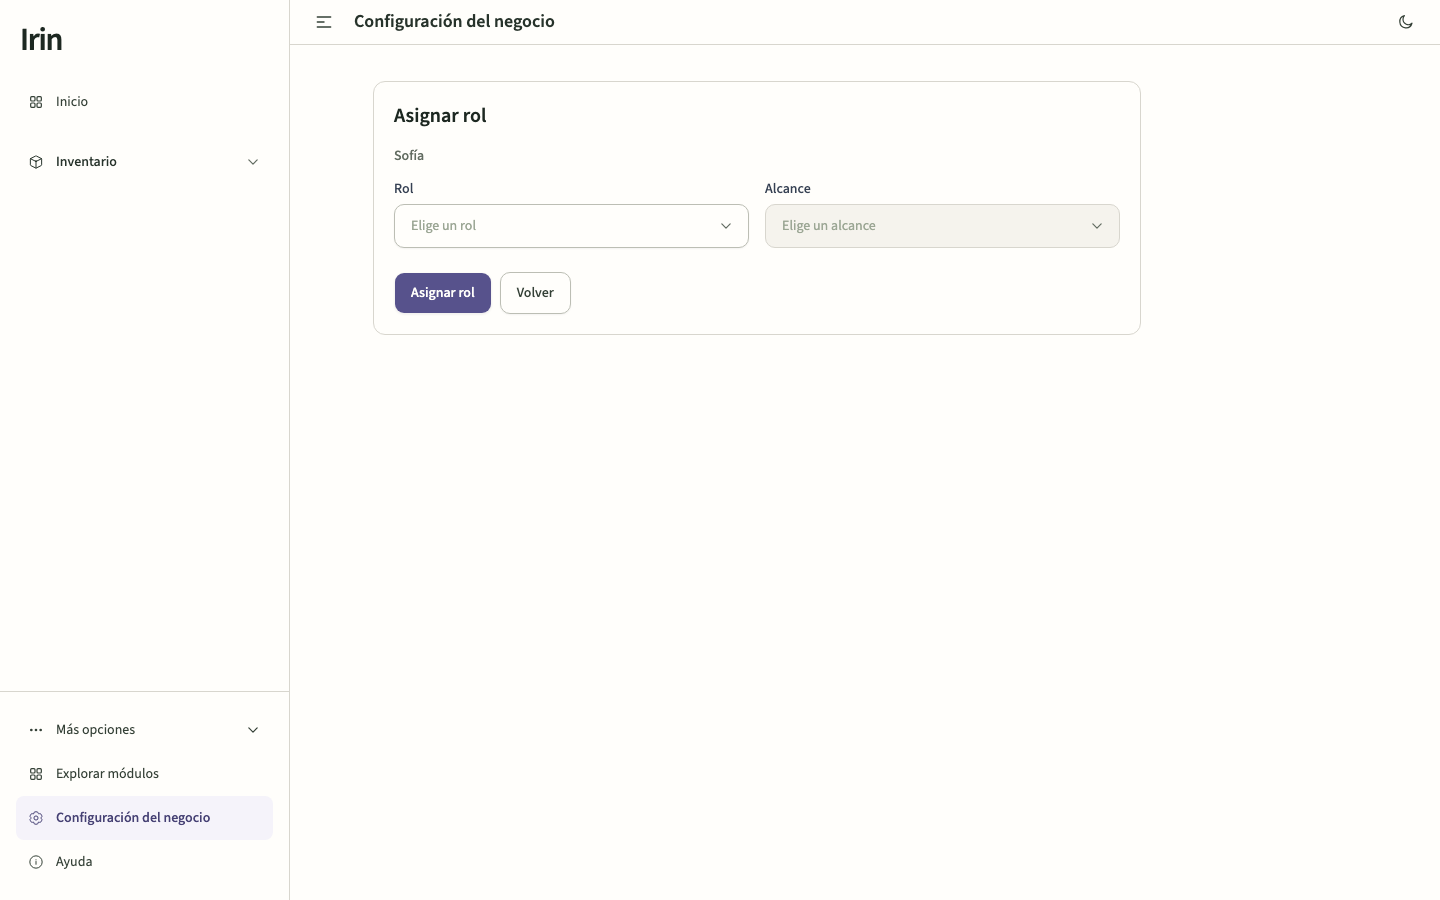 Irin
Inicio
Inventario
Más opciones
Explorar módulos
Configuración del negocio
Ayuda
Configuración del negocio
Asignar rol
Sofía
Rol
Elige un rol
Alcance
Elige un alcance
Asignar rol
Volver